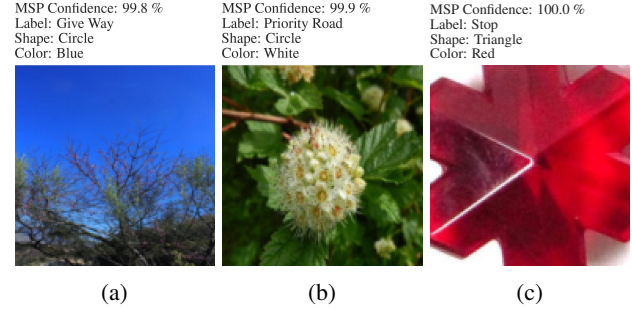 MSP Confidence: 99.8 %
Label: Give Way
Shape: Circle
Color: Blue
MSP Confidence: 99.9 %
Label: Priority Road
Shape: Circle
Color: White
MSP Confidence: 100.0 %
Label: Stop
Shape: Triangle
Color: Red
(a)
(b)
(c)